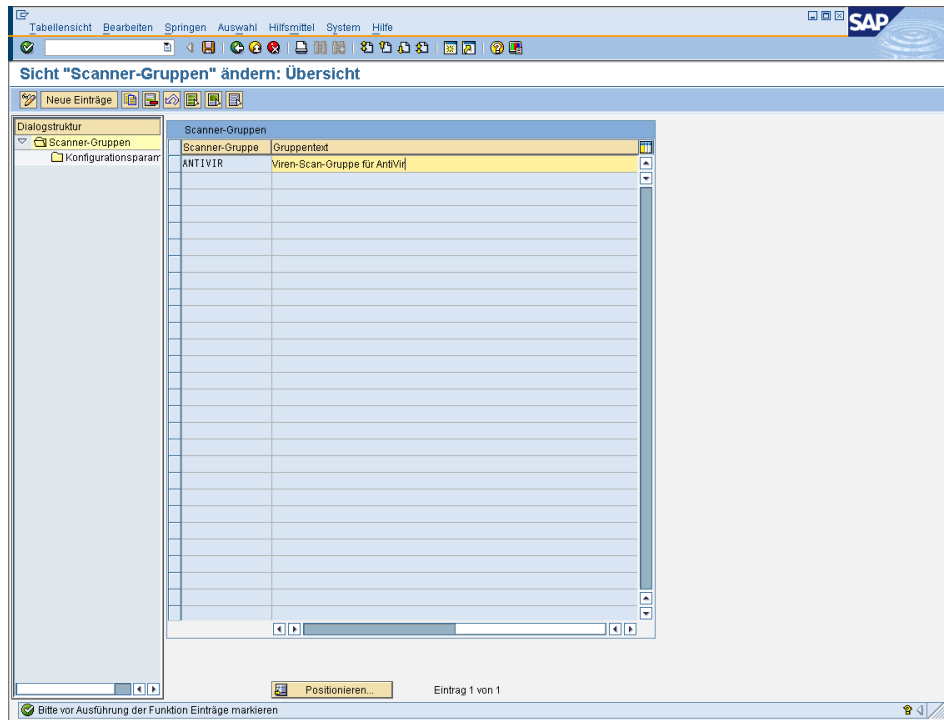 Tabellensicht Bearbeiten Springen Auswahl Hilfsmittel System Hilfe
SAP
Sicht "Scanner-Gruppen" ändern: Übersicht
Neue Einträge
Dialogstruktur
Scanner-Gruppen
Konfigurationsparam
Scanner-Gruppen
Scanner-Gruppe Gruppentext
ANTIVIR Viren-Scan-Gruppe für AntiVir
Positionieren... Eintrag 1 von 1
Bitte vor Ausführung der Funktion Einträge markieren